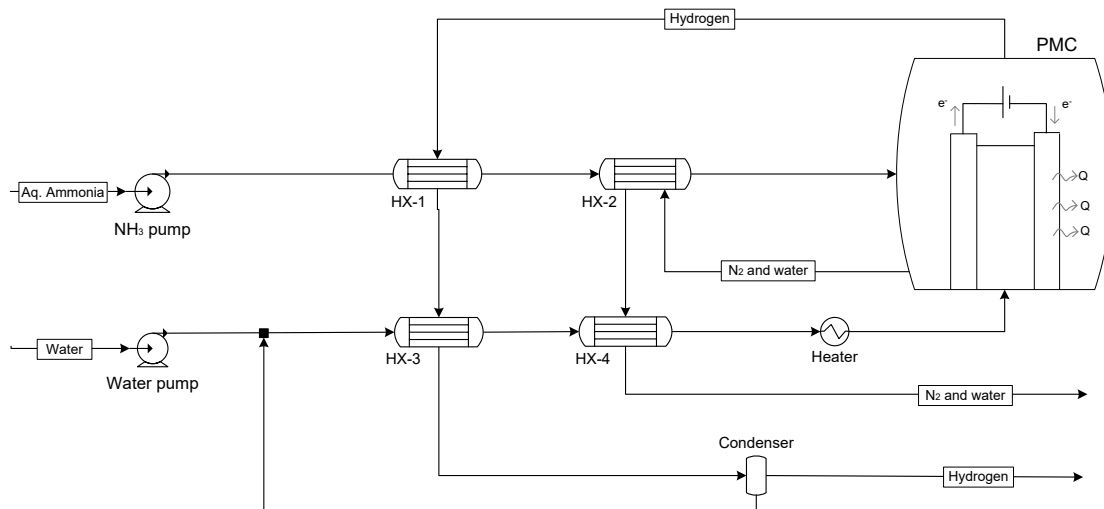 Hydrogen
PMC
e-
e-
Aq. Ammonia
NH3 pump
HX-1
HX-2
Q
Q
Q
N2 and water
Water
Water pump
HX-3
HX-4
Heater
N2 and water
Condenser
Hydrogen